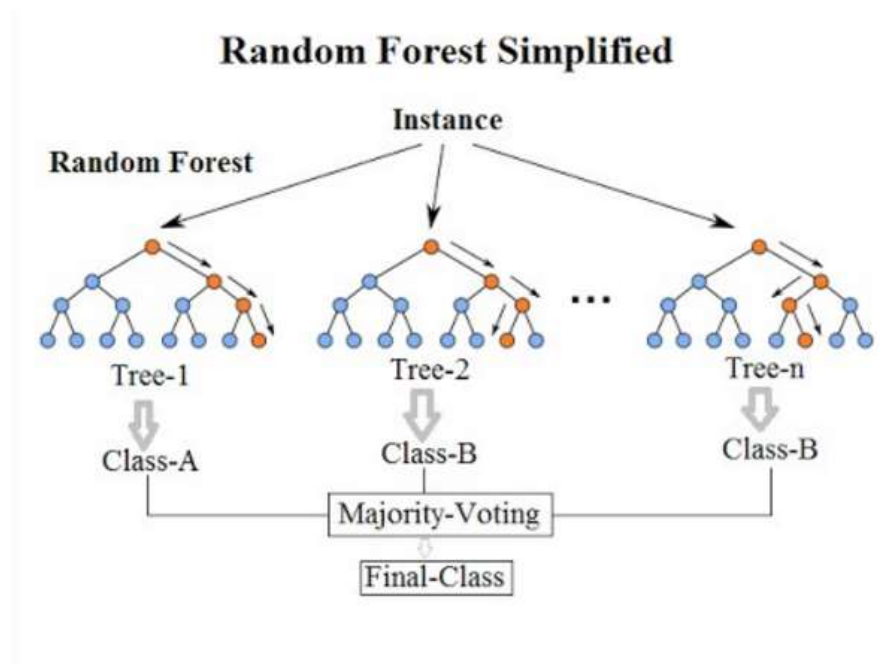 Random Forest Simplified
Instance
Random Forest
...
Tree-1
Tree-2
Tree-n
Class-A
Class-B
Class-B
Majority-Voting
Final-Class